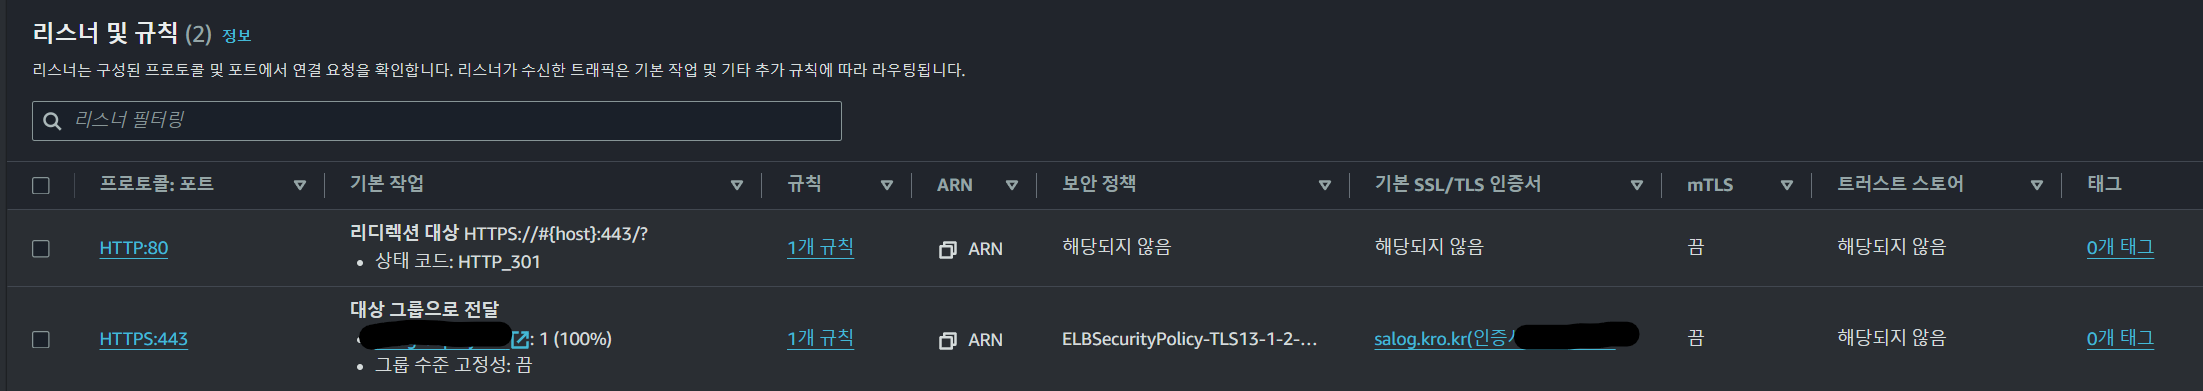 리스너 및 규칙 (2) 정보
리스너는 구성된 프로토콜 및 포트에서 연결 요청을 확인합니다. 리스너가 수신한 트래픽은 기본 작업 및 기타 추가 규칙에 따라 라우팅됩니다.
리스너 필터링
프로토콜: 포트 기본 작업 규칙 ARN 보안 정책 기본 SSL/TLS 인증서 mTLS 트러스트 스토어 태그
리디렉션 대상 HTTPS://#{host}:443/?
HTTP:80 1개 규칙 ARN 해당되지 않음 해당되지 않음 끔 해당되지 않음 0개 태그
• 상태 코드: HTTP_301
대상 그룹으로 전달
HTTPS:443 • : 1 (100%) 1개 규칙 ARN ELBSecurityPolicy-TLS13-1-2-... salog.kro.kr(인증서 끔 해당되지 않음 0개 태그
• 그룹 수준 고정성: 끔